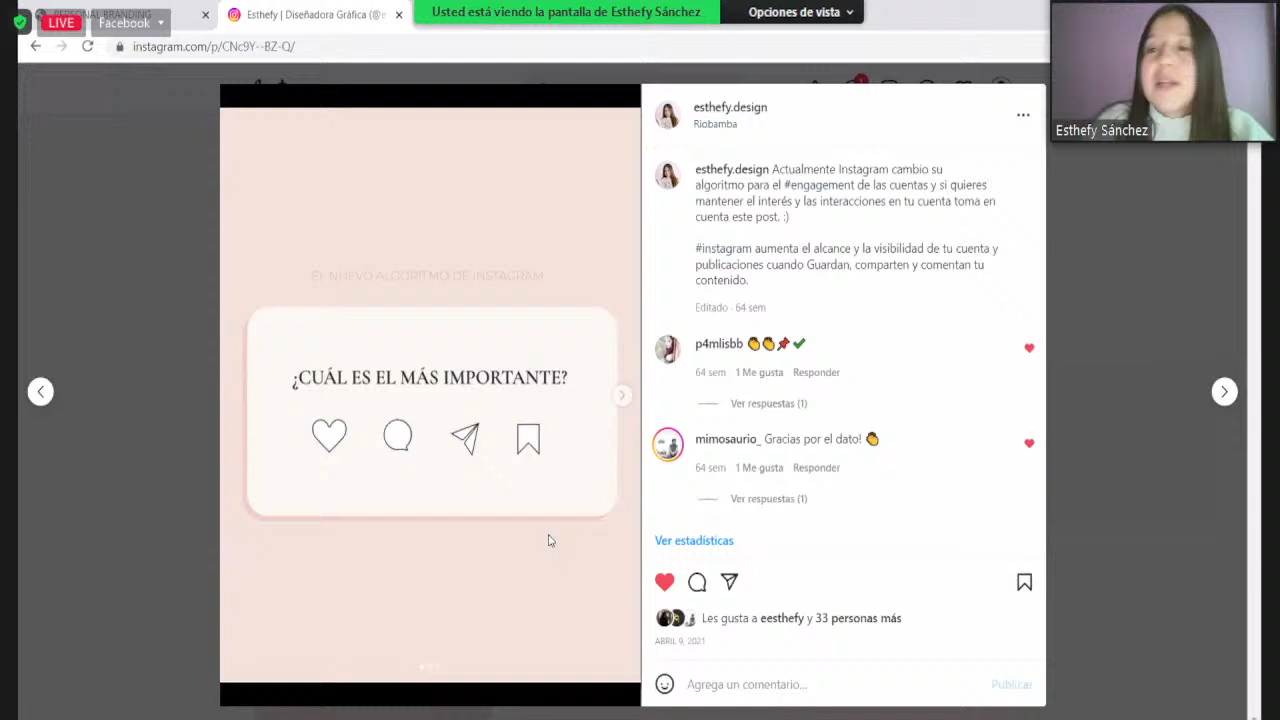 PERSONAL BRANDING
Esthefy | Diseñadora Gráfica (@e
Usted está viendo la pantalla de Esthefy Sánchez
Opciones de vista
LIVE
Facebook
instagram.com/p/CNc9Y--BZ-Q/
Esthefy Sánchez
esthefy.design
Riobamba
esthefy.design Actualmente Instagram cambio su
algoritmo para el #engagement de las cuentas y si quieres
mantener el interés y las interacciones en tu cuenta toma en
cuenta este post. :)
#instagram aumenta el alcance y la visibilidad de tu cuenta y
publicaciones cuando Guardan, comparten y comentan tu
contenido.
Editado · 64 sem
EL NUEVO ALGORITMO DE INSTAGRAM
¿CUÁL ES EL MÁS IMPORTANTE?
p4mlisbb 👏👏📌✔
64 sem 1 Me gusta Responder
Ver respuestas (1)
mimosaurio_ Gracias por el dato! 👏
64 sem 1 Me gusta Responder
Ver respuestas (1)
Ver estadísticas
Les gusta a eesthefy y 33 personas más
ABRIL 9, 2021
Agrega un comentario...
Publicar